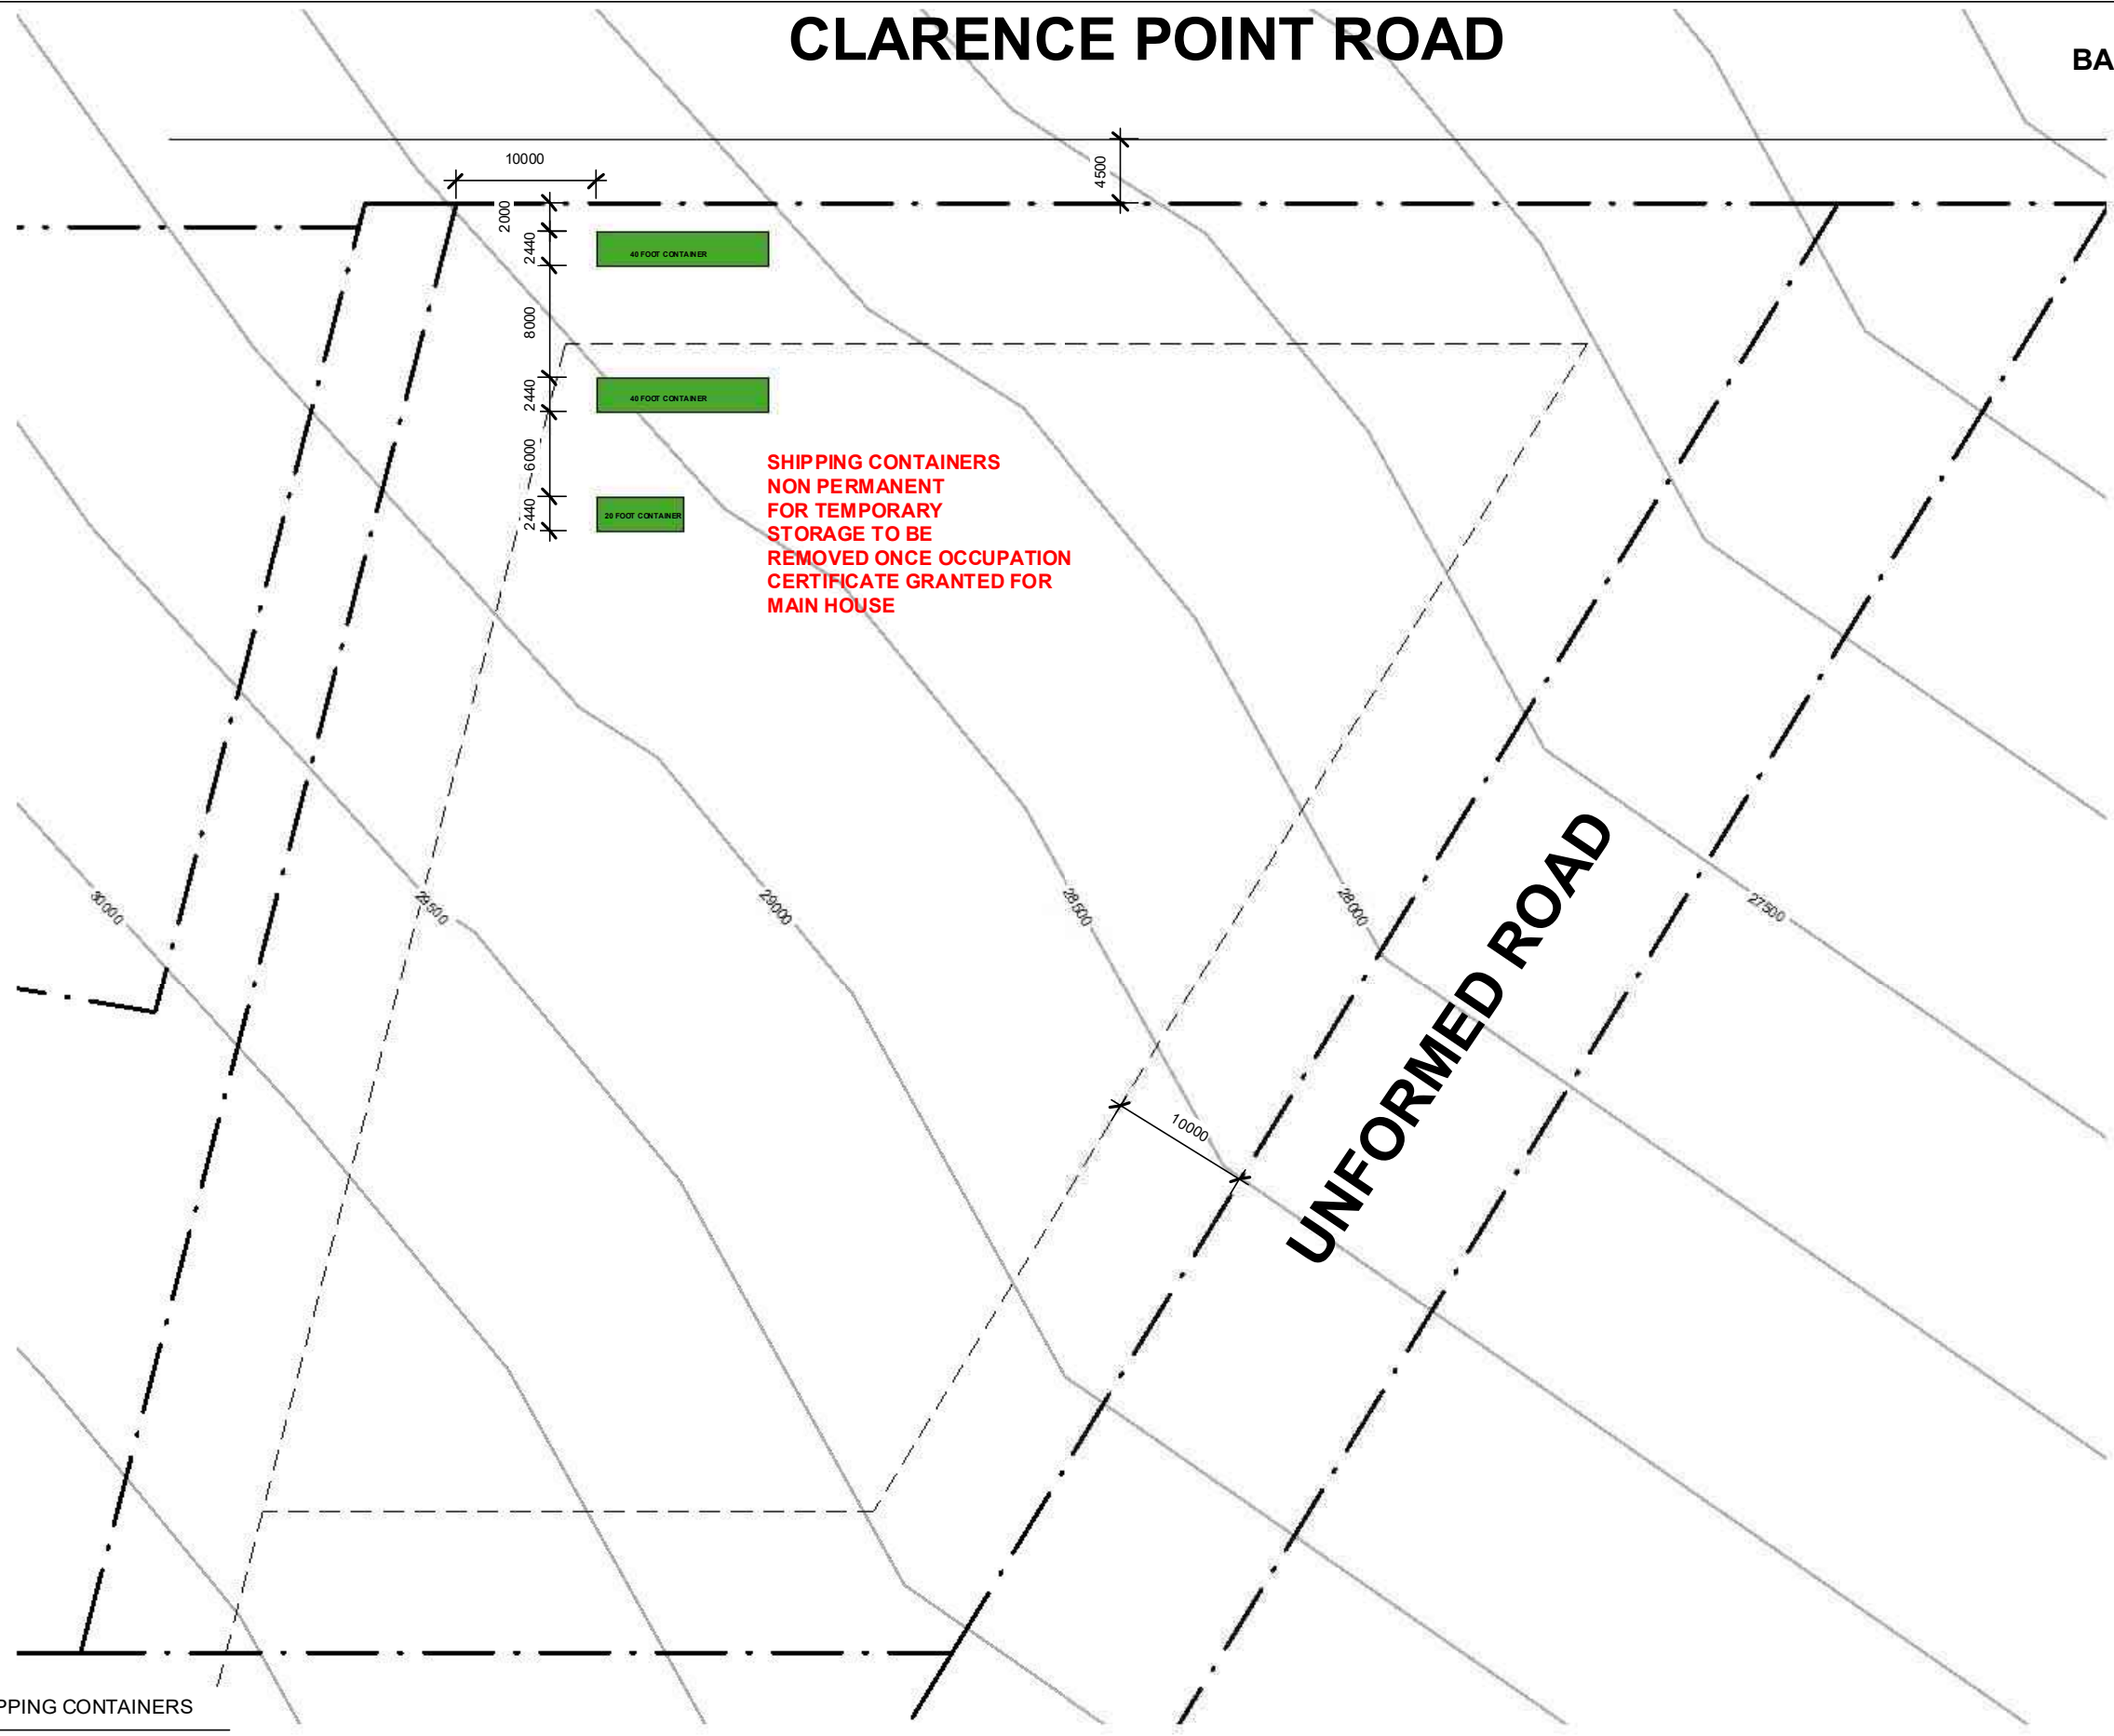 CLARENCE POINT ROAD
BA
10000
4500
2000
2440
40 FOOT CONTAINER
8000
2440
40 FOOT CONTAINER
6000
SHIPPING CONTAINERS
NON PERMANENT
FOR TEMPORARY
STORAGE TO BE
REMOVED ONCE OCCUPATION
CERTIFICATE GRANTED FOR
MAIN HOUSE
2440
20 FOOT CONTAINER
30000
29500
29000
28500
28000
27500
UNFORMED ROAD
10000
PPING CONTAINERS